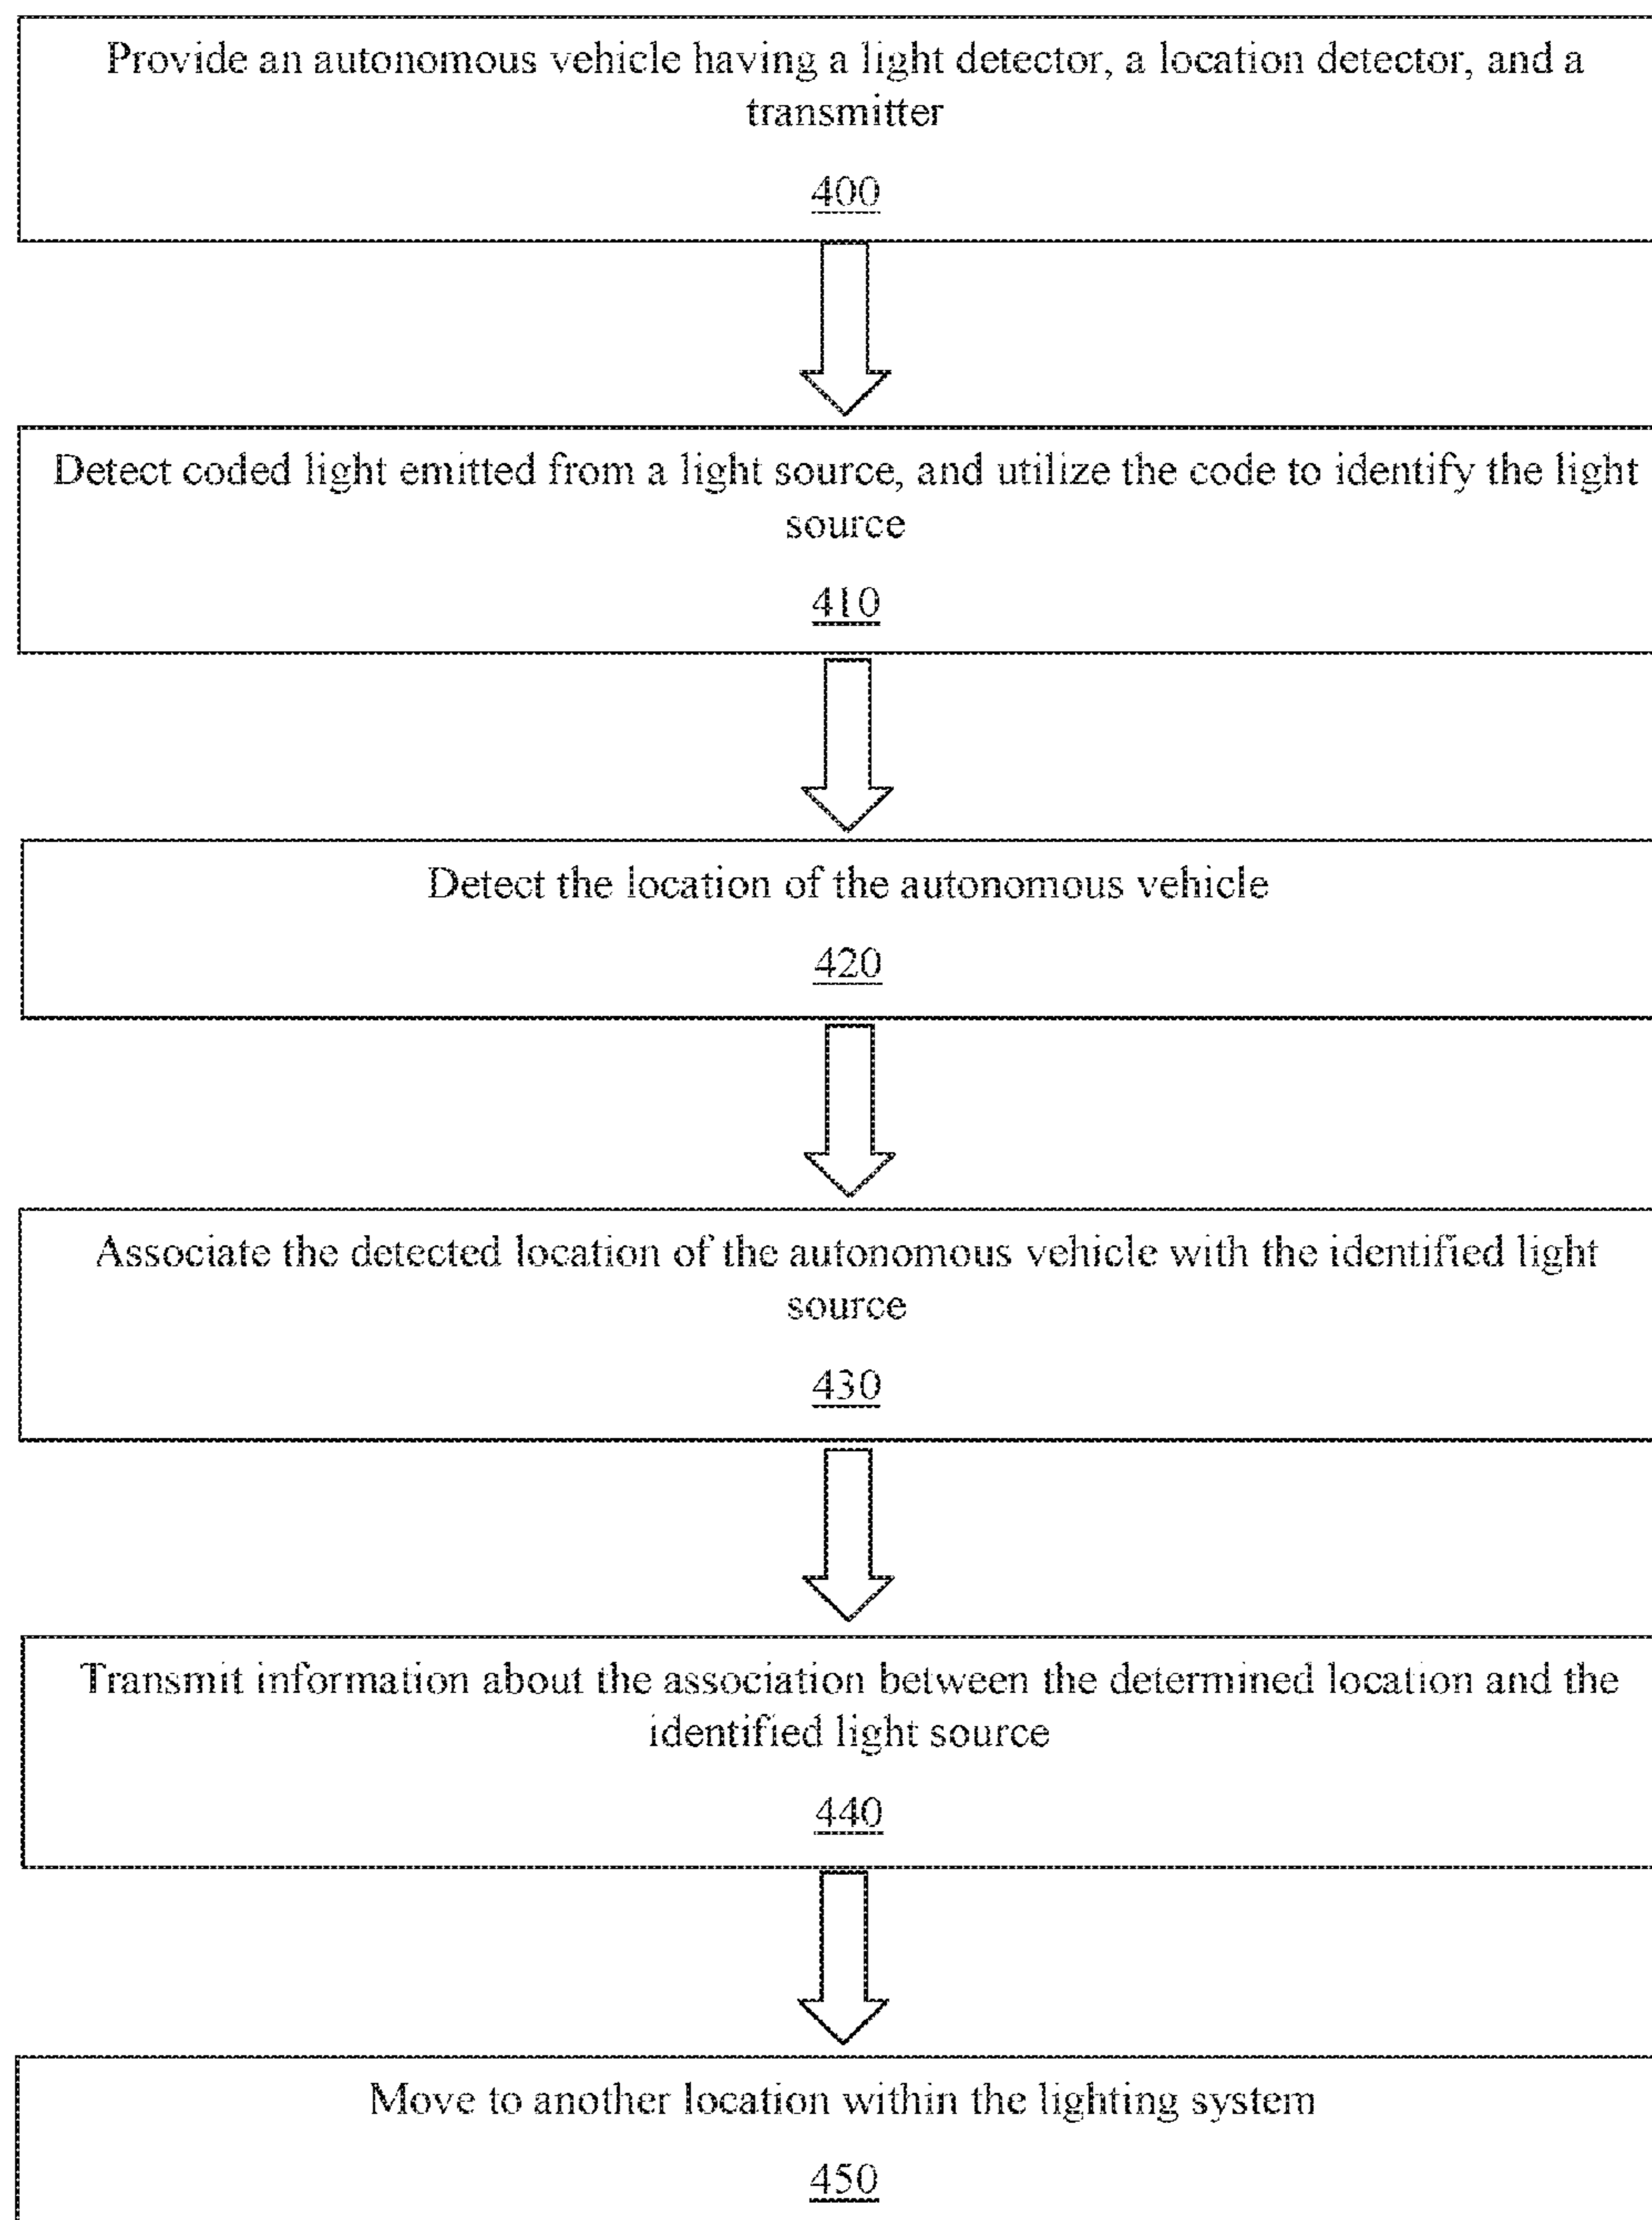 Provide an autonomous vehicle having a light detector, a location detector, and a
transmitter
400
Detect coded light emitted from a light source, and utilize the code to identify the light
source
410
Detect the location of the autonomous vehicle
420
Associate the detected location of the autonomous vehicle with the identified light
source
430
Transmit information about the association between the determined location and the
identified light source
440
Move to another location within the lighting system
450